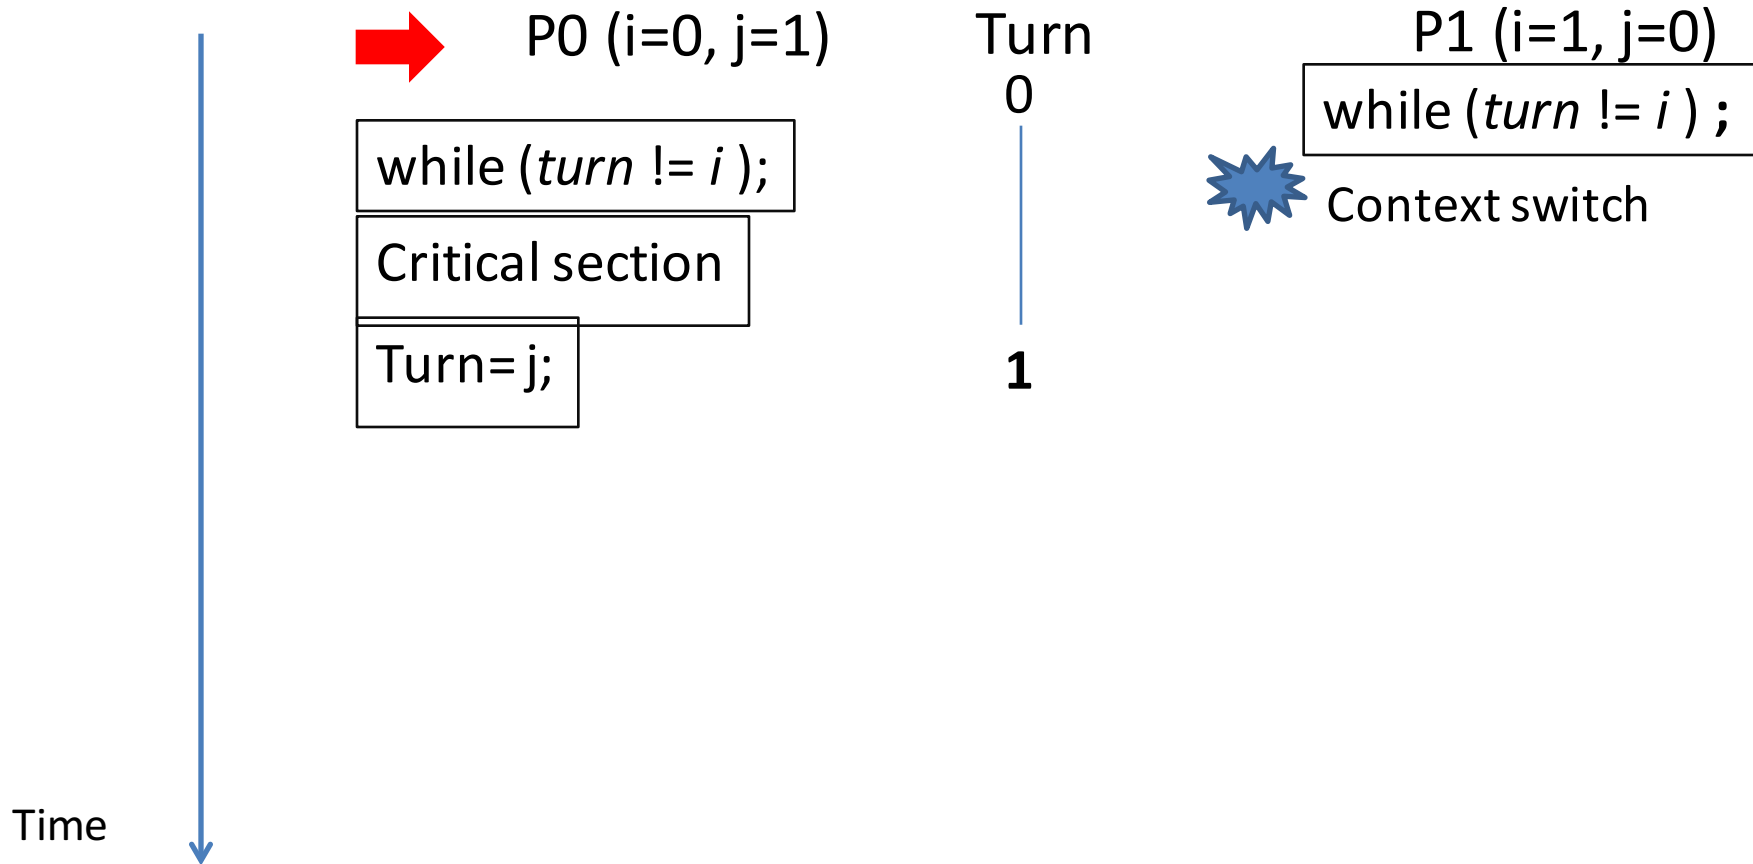 P0 (i=0, j=1)
Turn
P1 (i=1, j=0)
0
while (turn != i ) ;
while (turn != i );
Context switch
Critical section
Turn= j;
1
Time